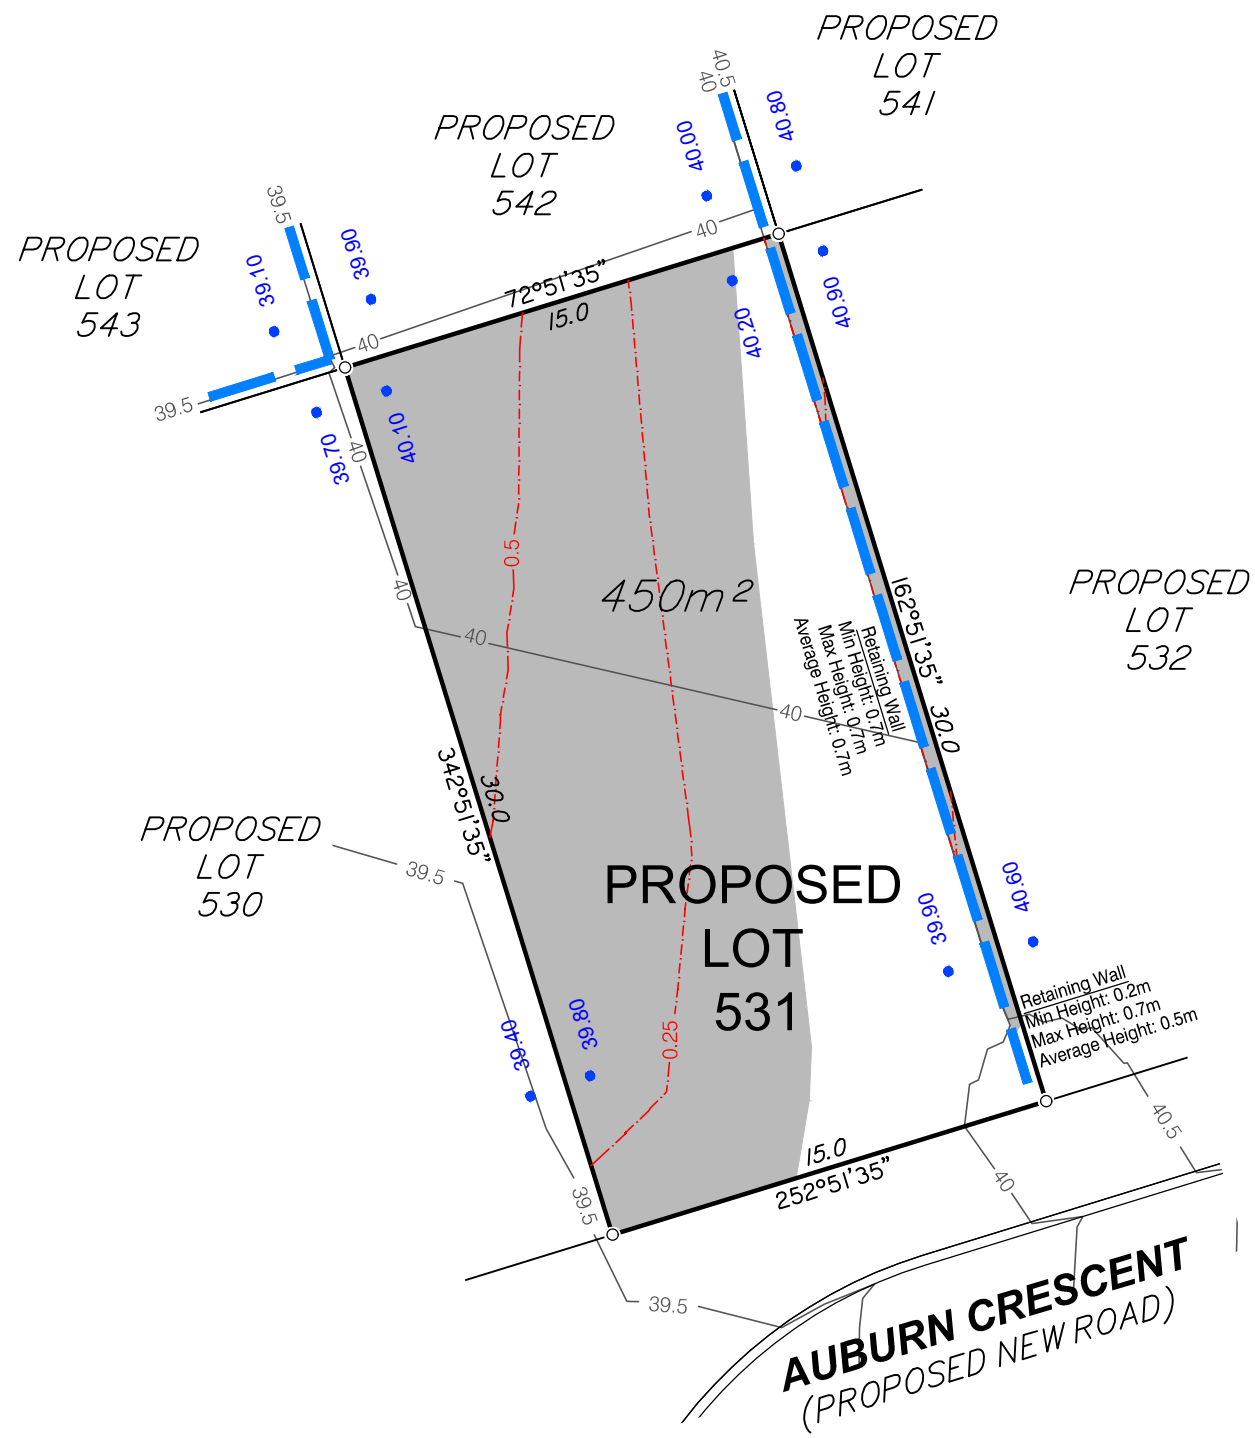 PROPOSED
LOT
541
40.5
40
40.80
40.00
PROPOSED
LOT
542
39.5
39.90
39.10
PROPOSED
LOT
543
40
72°51'35"
15.0
40
39.5
40.90
40.20
40.10
39.70
40
0.5
40
450m²
40
162°51'35"
30.0
PROPOSED
LOT
532
Retaining Wall
Min Height: 0.7m
Max Height: 0.7m
Average Height: 0.7m
40
342°51'35"
30.0
PROPOSED
LOT
530
39.5
PROPOSED
LOT
531
39.90
40.60
39.40
39.80
0.25
Retaining Wall
Min Height: 0.2m
Max Height: 0.7m
Average Height: 0.5m
15.0
252°51'35"
40
40.5
39.5
39.5
AUBURN CRESCENT
(PROPOSED NEW ROAD)